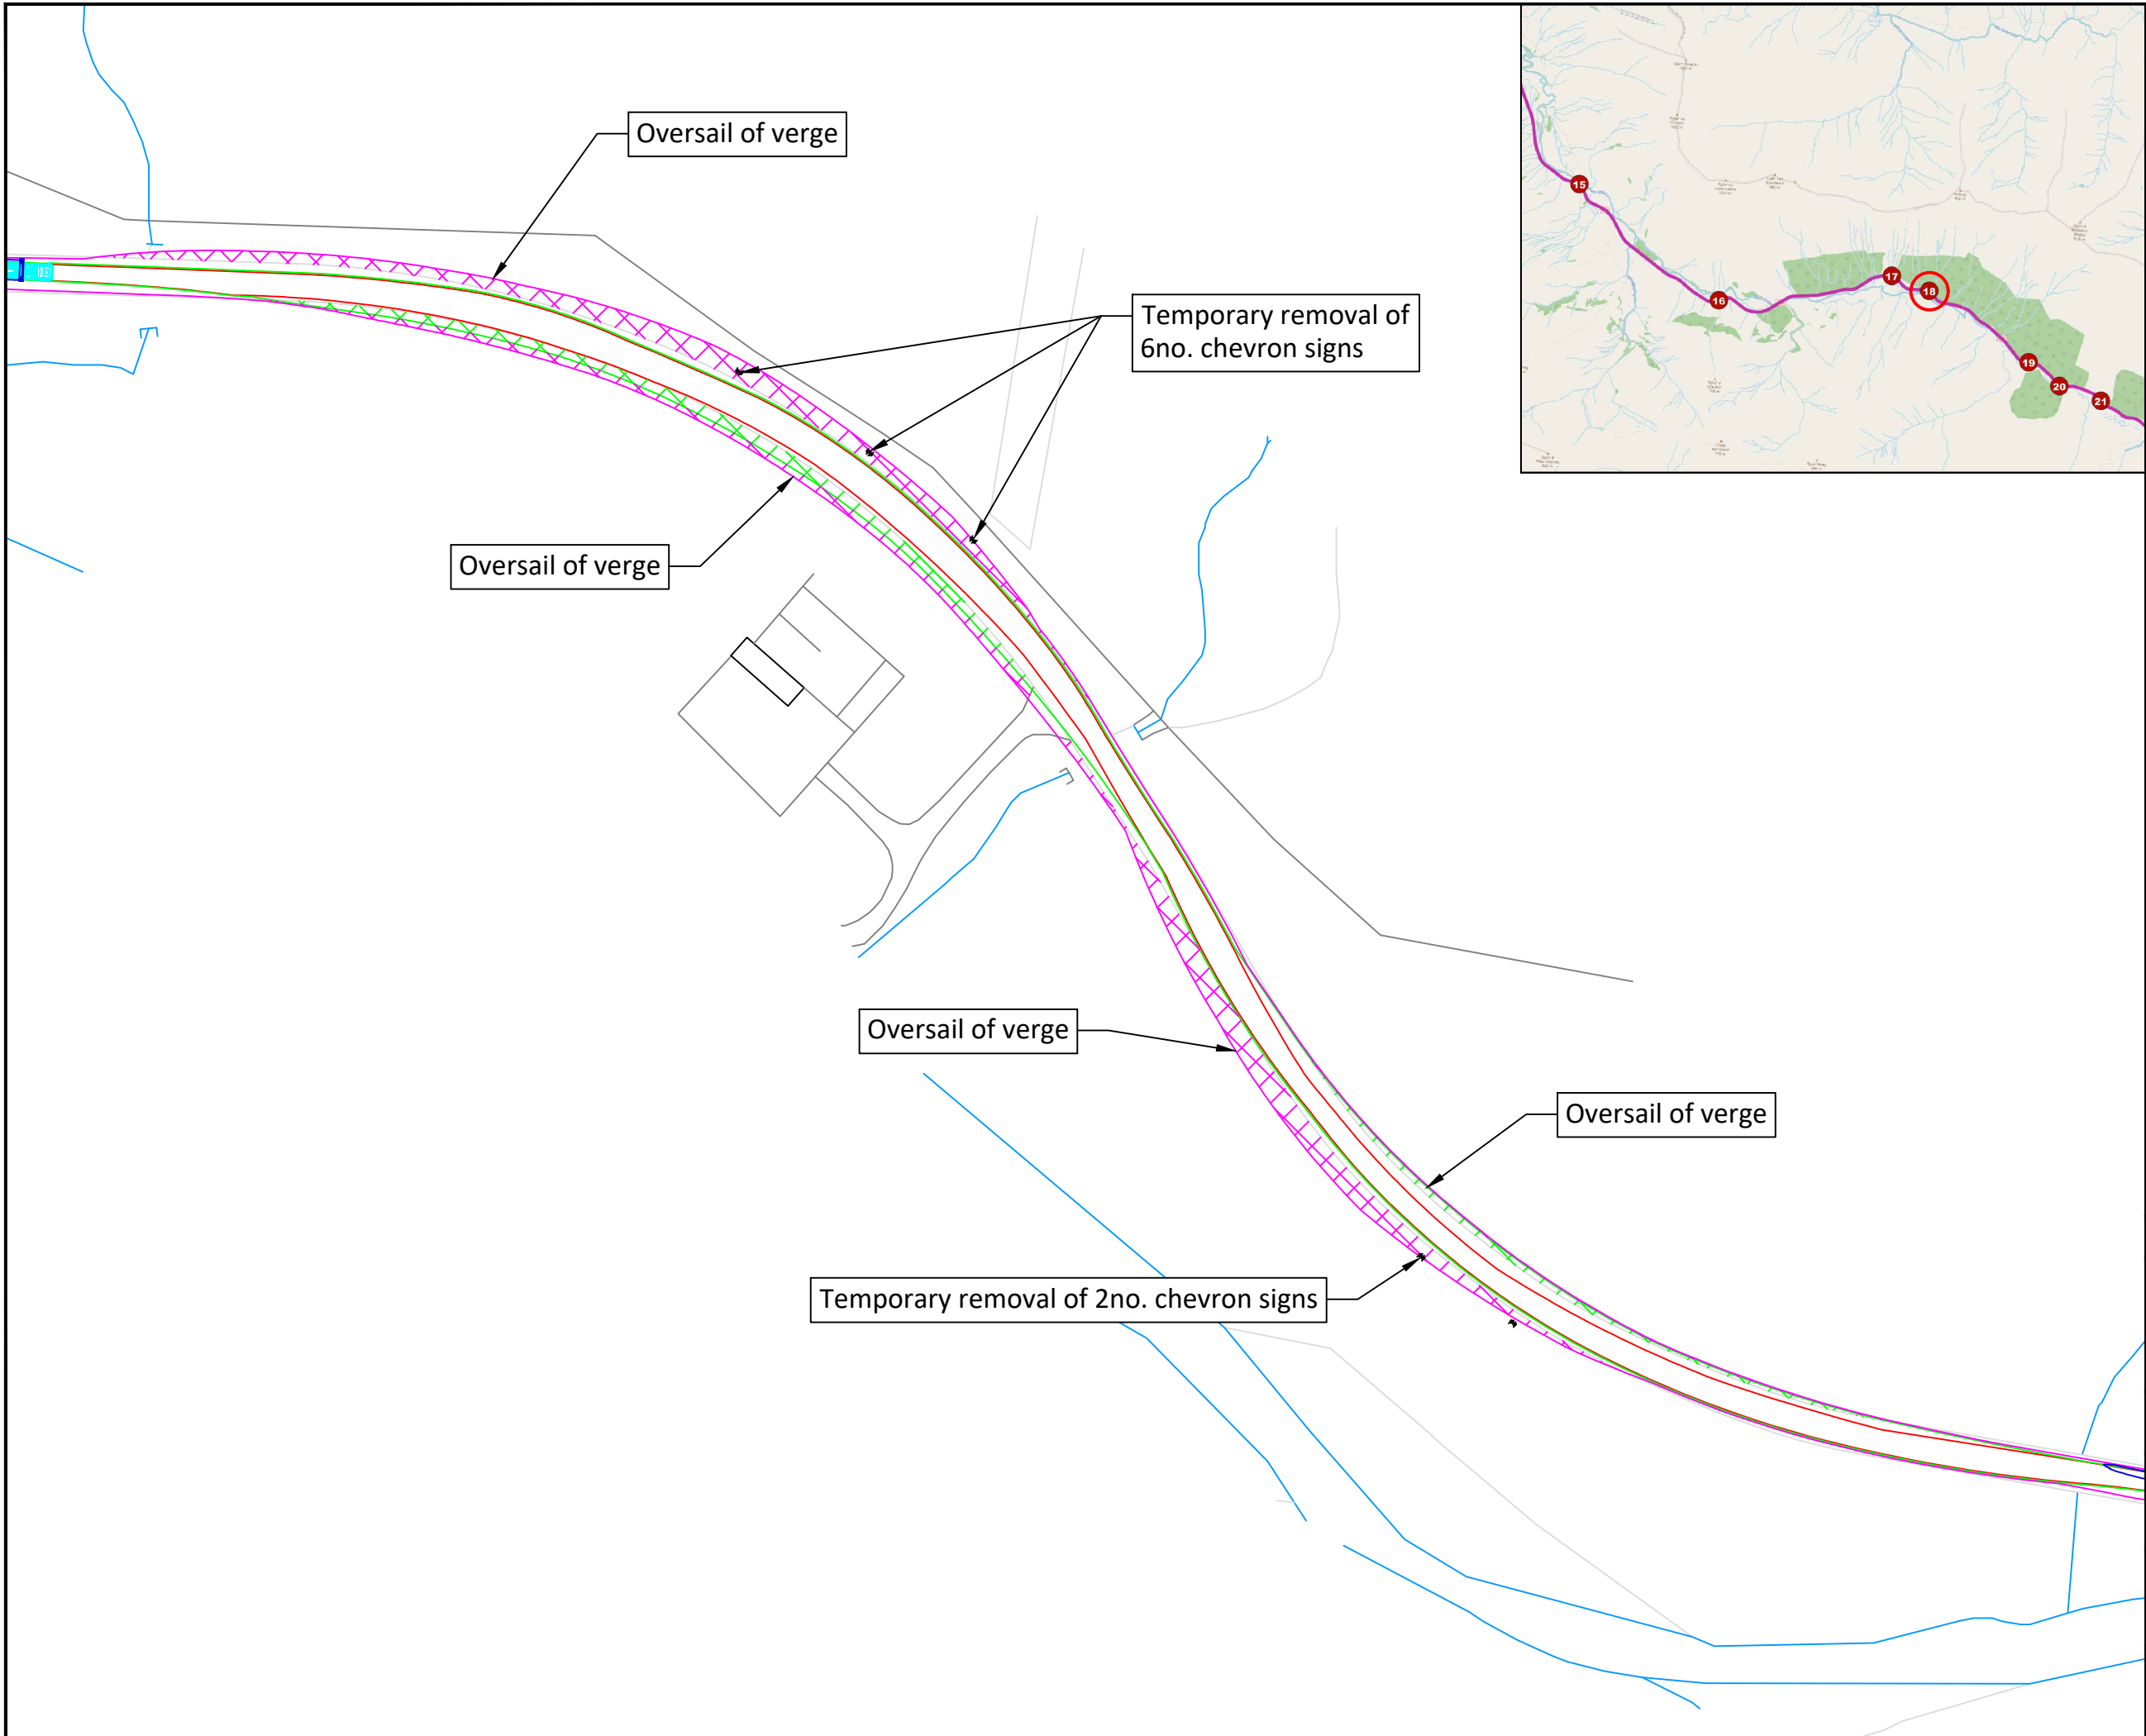 Oversail of verge
Temporary removal of
6no. chevron signs
Oversail of verge
Oversail of verge
Oversail of verge
Temporary removal of 2no. chevron signs
15
16
17
18
19
20
21